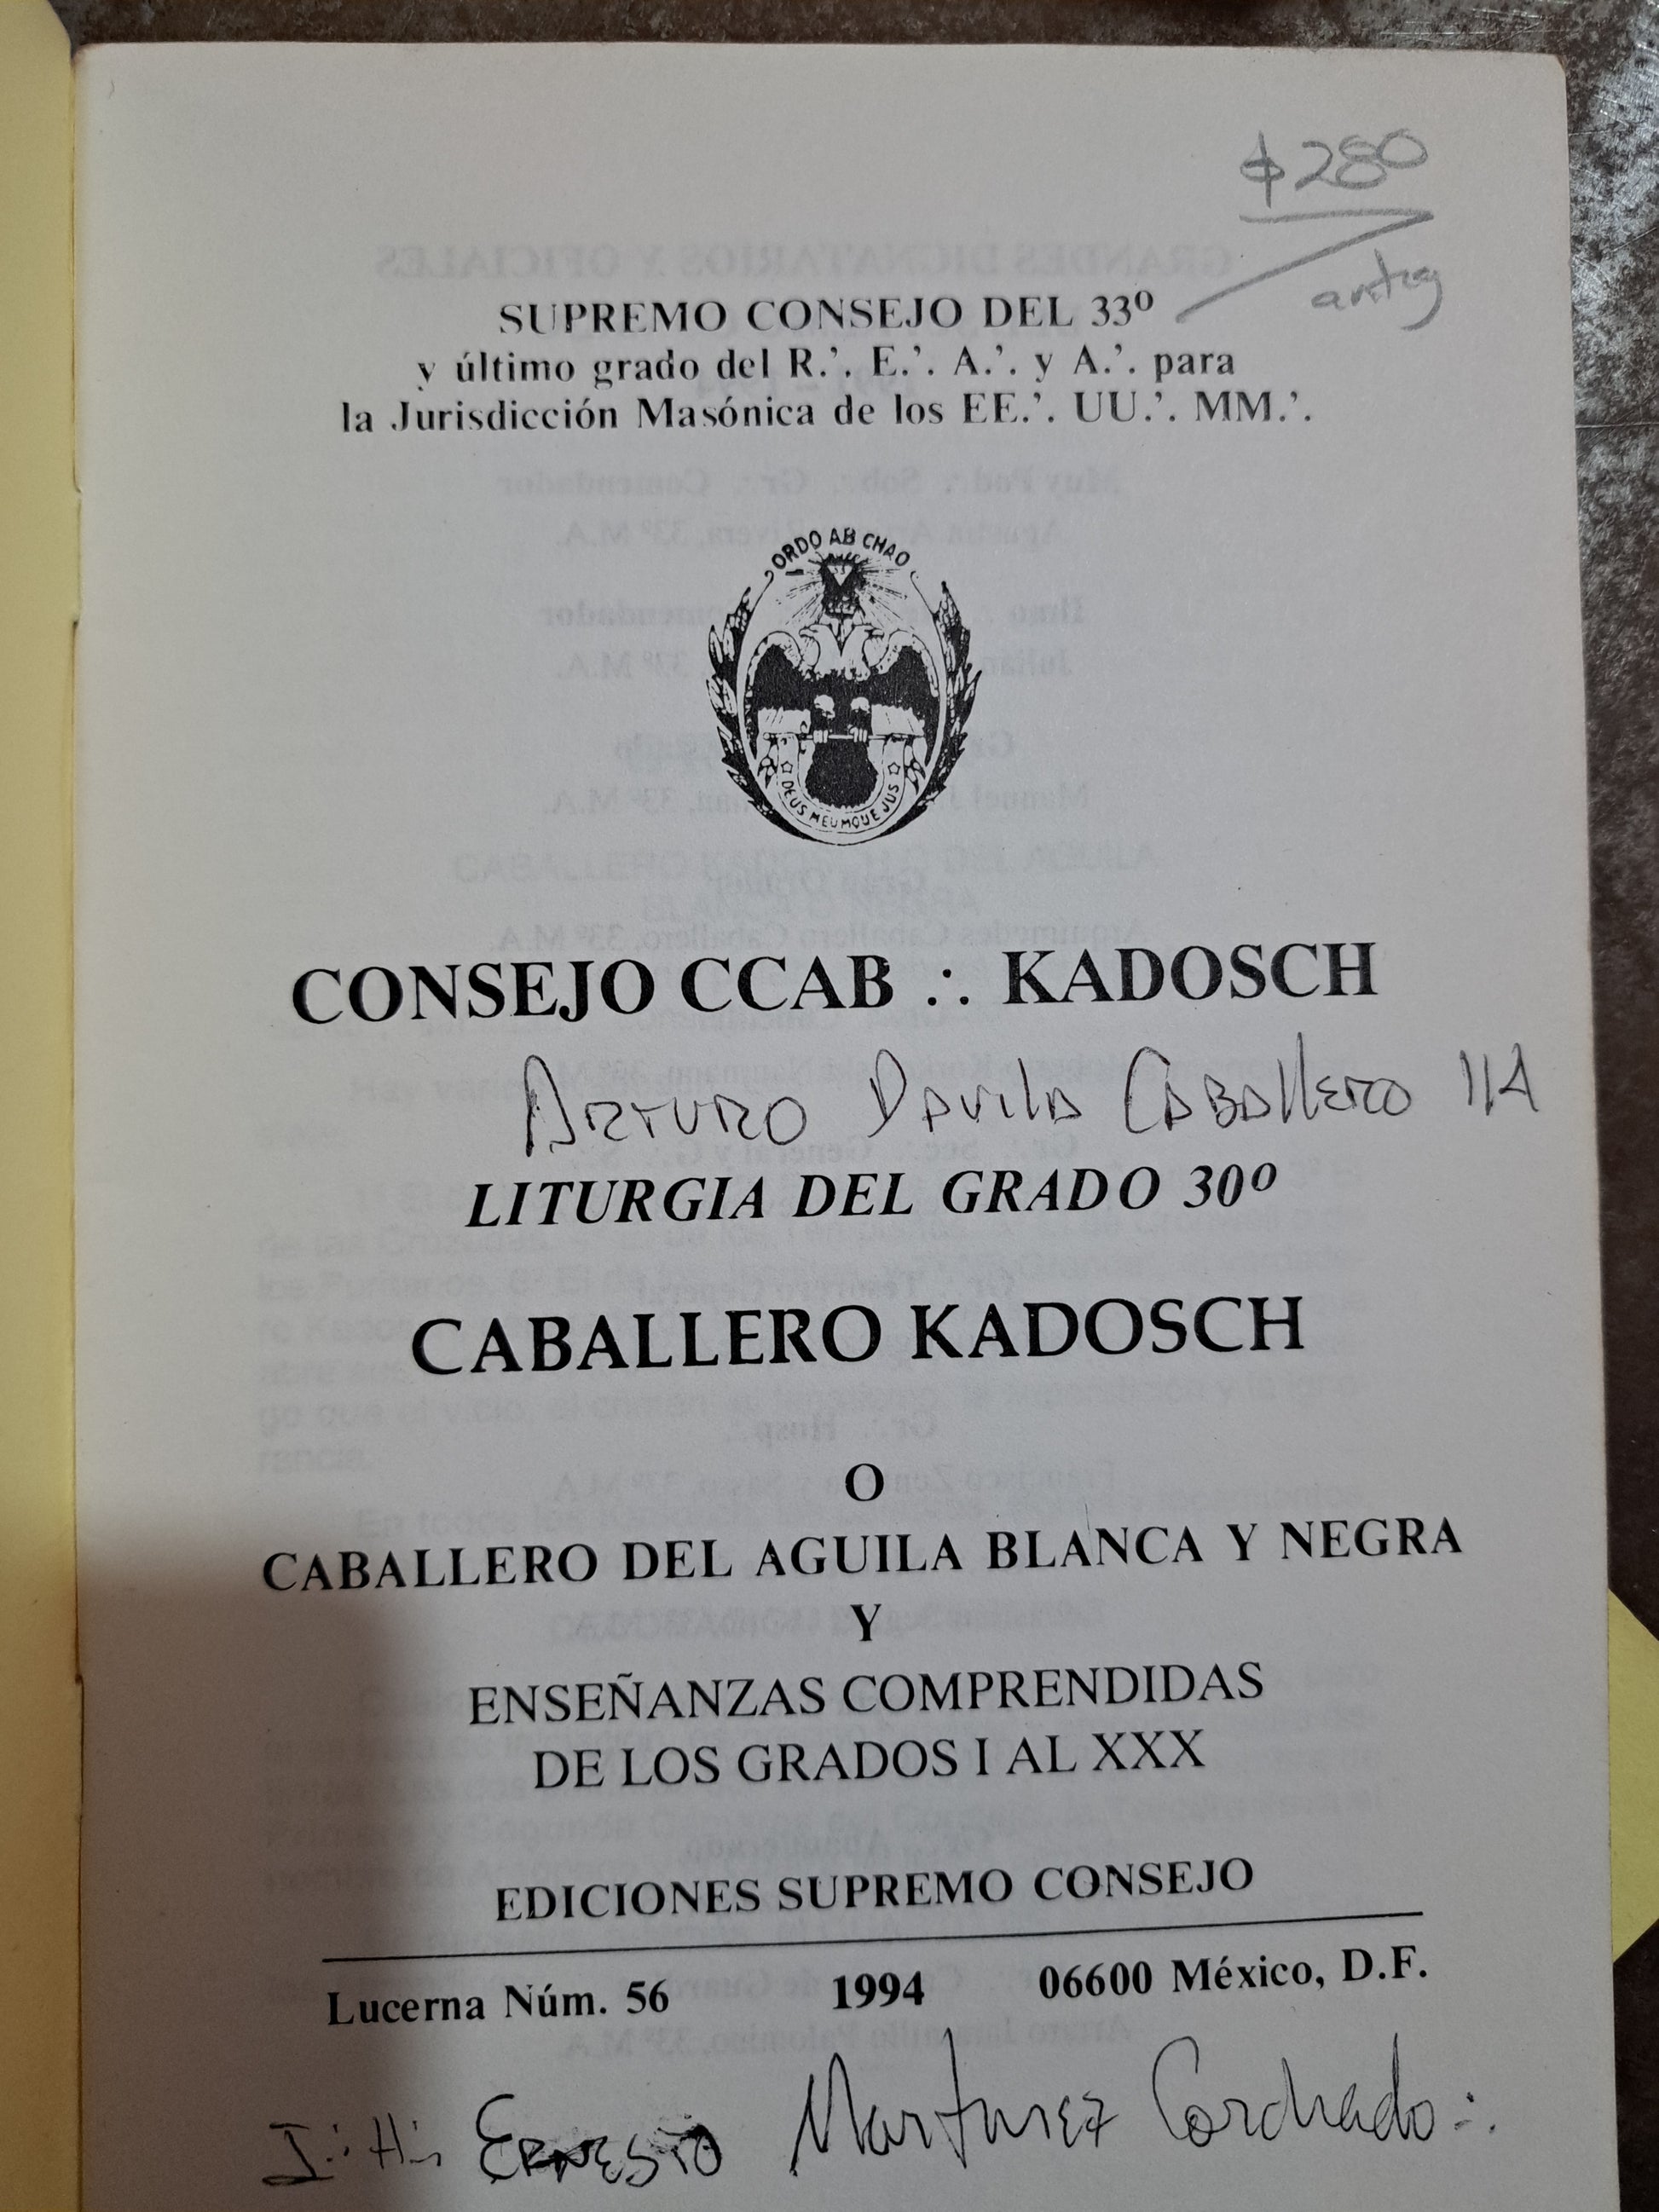 $280
antig
SUPREMO CONSEJO DEL 33º
y último grado del R.'. E.'. A.'. y A.'. para
la Jurisdicción Masónica de los EE.'. UU.'. MM.'.
ORDO AB CHAO
DEUS MEUMQUE JUS
CONSEJO CCAB ∴ KADOSCH
ARTURO DAVILA CABALLERO 114
LITURGIA DEL GRADO 30º
CABALLERO KADOSCH
O
CABALLERO DEL AGUILA BLANCA Y NEGRA
Y
ENSEÑANZAS COMPRENDIDAS
DE LOS GRADOS I AL XXX
EDICIONES SUPREMO CONSEJO
Lucerna Núm. 56 1994 06600 México, D.F.
I∴ H∴ ERNESTO Martinez Corchado ∴